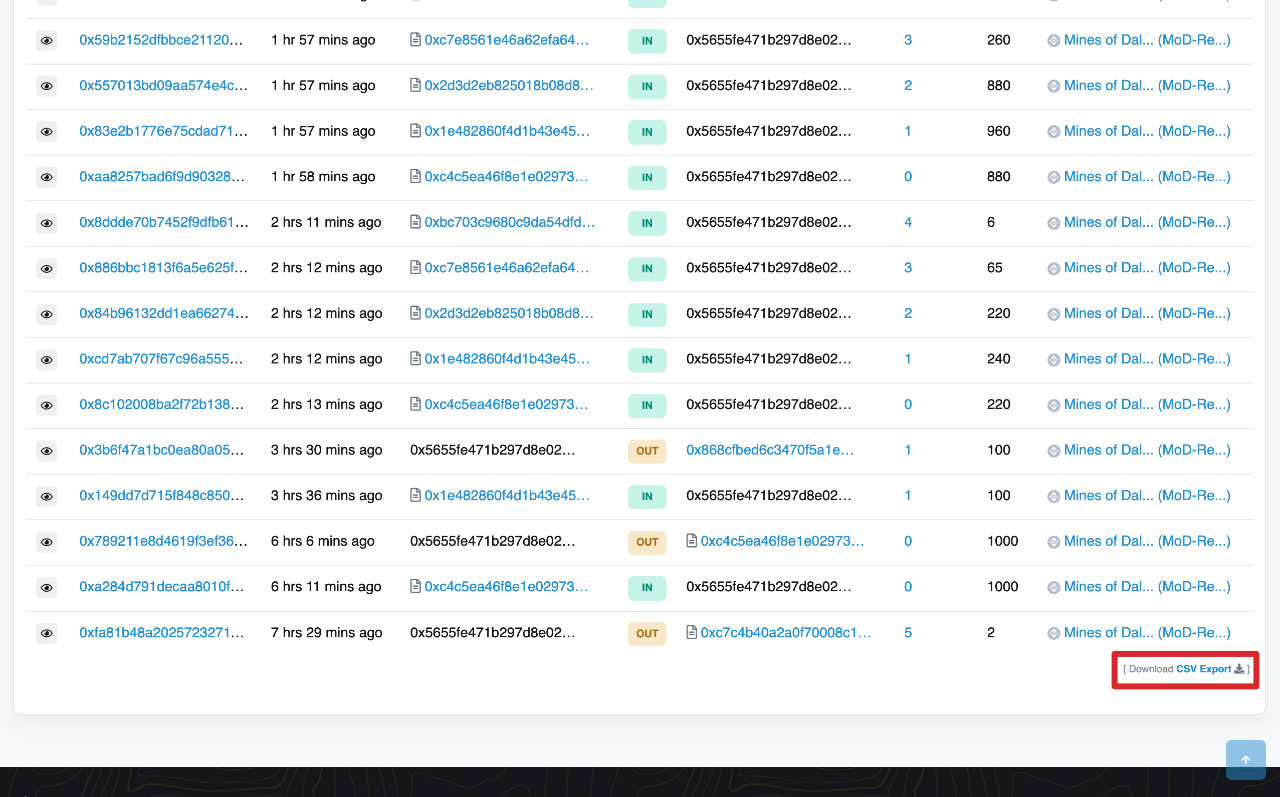 0x59b2152dfbbce21120... 1 hr 57 mins ago 0xc7e8561e46a62efa64... IN 0x5655fe471b297d8e02... 3 260 Mines of Dal... (MoD-Re...)
0x557013bd09aa574e4c... 1 hr 57 mins ago 0x2d3d2eb825018b08d8... IN 0x5655fe471b297d8e02... 2 880 Mines of Dal... (MoD-Re...)
0x83e2b1776e75cdad71... 1 hr 57 mins ago 0x1e482860f4d1b43e45... IN 0x5655fe471b297d8e02... 1 960 Mines of Dal... (MoD-Re...)
0xaa8257bad6f9d90328... 1 hr 58 mins ago 0xc4c5ea46f8e1e02973... IN 0x5655fe471b297d8e02... 0 880 Mines of Dal... (MoD-Re...)
0x8ddde70b7452f9dfb61... 2 hrs 11 mins ago 0xbc703c9680c9da54dfd... IN 0x5655fe471b297d8e02... 4 6 Mines of Dal... (MoD-Re...)
0x886bbc1813f6a5e625f... 2 hrs 12 mins ago 0xc7e8561e46a62efa64... IN 0x5655fe471b297d8e02... 3 65 Mines of Dal... (MoD-Re...)
0x84b96132dd1ea66274... 2 hrs 12 mins ago 0x2d3d2eb825018b08d8... IN 0x5655fe471b297d8e02... 2 220 Mines of Dal... (MoD-Re...)
0xcd7ab707f67c96a555... 2 hrs 12 mins ago 0x1e482860f4d1b43e45... IN 0x5655fe471b297d8e02... 1 240 Mines of Dal... (MoD-Re...)
0x8c102008ba2f72b138... 2 hrs 13 mins ago 0xc4c5ea46f8e1e02973... IN 0x5655fe471b297d8e02... 0 220 Mines of Dal... (MoD-Re...)
0x3b6f47a1bc0ea80a05... 3 hrs 30 mins ago 0x5655fe471b297d8e02... OUT 0x868cfbed6c3470f5a1e... 1 100 Mines of Dal... (MoD-Re...)
0x149dd7d715f848c850... 3 hrs 36 mins ago 0x1e482860f4d1b43e45... IN 0x5655fe471b297d8e02... 1 100 Mines of Dal... (MoD-Re...)
0x789211e8d4619f3ef36... 6 hrs 6 mins ago 0x5655fe471b297d8e02... OUT 0xc4c5ea46f8e1e02973... 0 1000 Mines of Dal... (MoD-Re...)
0xa284d791decaa8010f... 6 hrs 11 mins ago 0xc4c5ea46f8e1e02973... IN 0x5655fe471b297d8e02... 0 1000 Mines of Dal... (MoD-Re...)
0xfa81b48a2025723271... 7 hrs 29 mins ago 0x5655fe471b297d8e02... OUT 0xc7c4b40a2a0f70008c1... 5 2 Mines of Dal... (MoD-Re...)
[ Download CSV Export ]